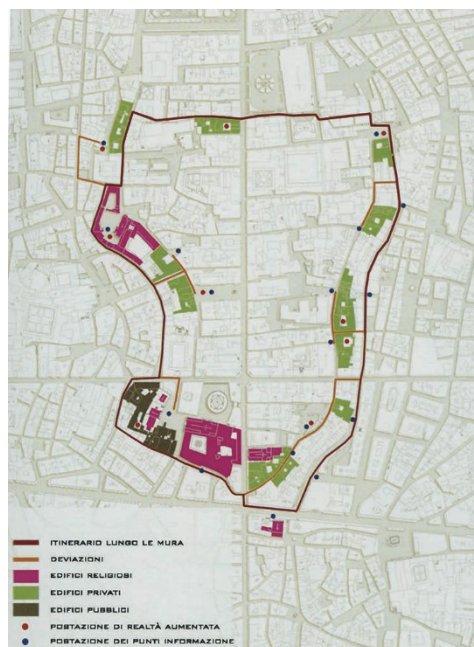 ITINERARIO LUNGO LE MURA
DEVIAZIONI
EDIFICI RELIGIOSI
EDIFICI PRIVATI
EDIFICI PUBBLICI
POSTAZIONE DI REALTÀ AUMENTATA
POSTAZIONE DEI PUNTI INFORMAZIONE